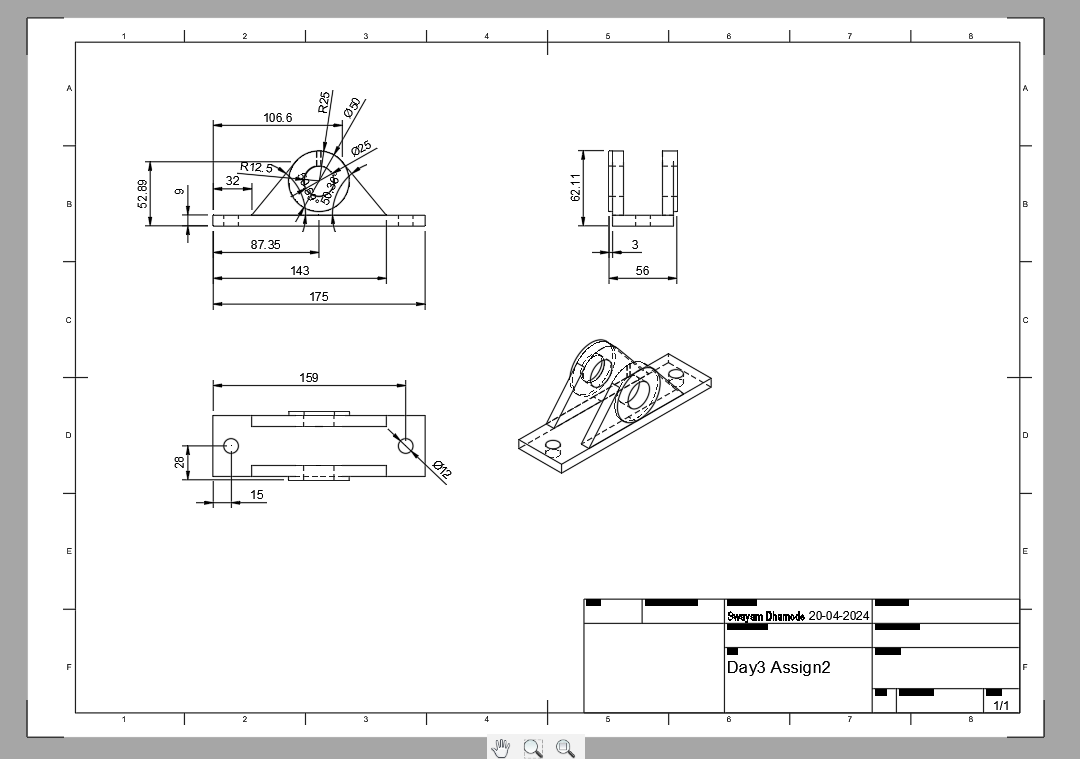 1 2 3 4 5 6 7 8
A A
R25
Ø50
106.6
Ø25
R12.5
32
52.89
9
50.38°
62.11
B B
87.35
3
143
56
175
C C
159
D D
28
Ø12
15
E E
Swayam Dhamode 20-04-2024
Day3 Assign2
F F
1/1
1 2 3 4 5 6 7 8